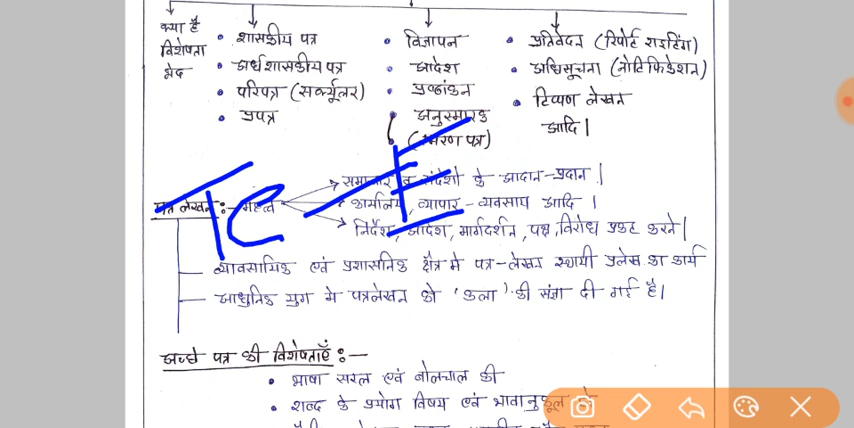 क्या है
विशेषता
भेद
• शासकीय पत्र
• अर्धशासकीय पत्र
• परिपत्र (सर्क्यूलर)
• प्रपत्र
• विज्ञापन
• आदेश
• पृष्ठांकन
• अनुस्मारक
(स्मरण पत्र)
• प्रतिवेदन (रिपोर्ट राइटिंग)
• अधिसूचना (नोटिफिकेशन)
• टिप्पण लेखन
आदि।
पत्र लेखन :- महत्व
समाचार व संदेशो के आदान-प्रदान।
कार्यालय, व्यापार - व्यवसाय आदि।
निर्देश, आदेश, मार्गदर्शन, पक्ष, विरोध प्रकट करने।
TC-E
व्यावसायिक एवं प्रशासनिक क्षेत्र मे पत्र-लेखन स्थायी प्रलेख का कार्य
आधुनिक युग मे पत्रलेखन को 'कला' की संज्ञा दी गई है।
अच्छे पत्र की विशेषताएँ :-
• भाषा सरल एवं बोलचाल की
• शब्द के प्रयोग विषय एवं भावानुकूल